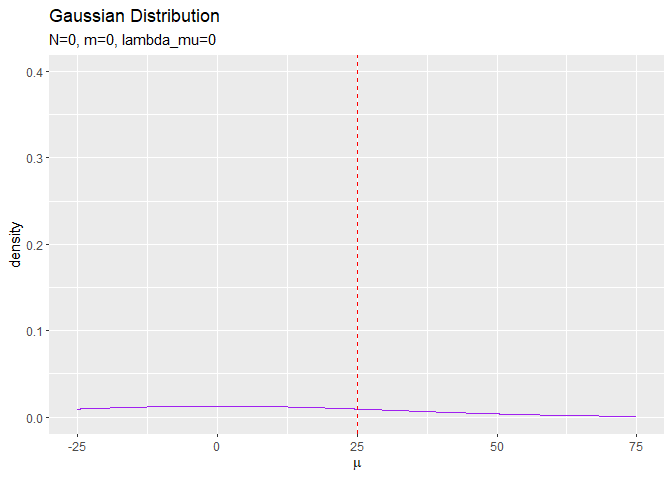 Gaussian Distribution
N=0, m=0, lambda_mu=0
0.4
0.3
0.2
0.1
0.0
density
-25
0
25
50
75
μ